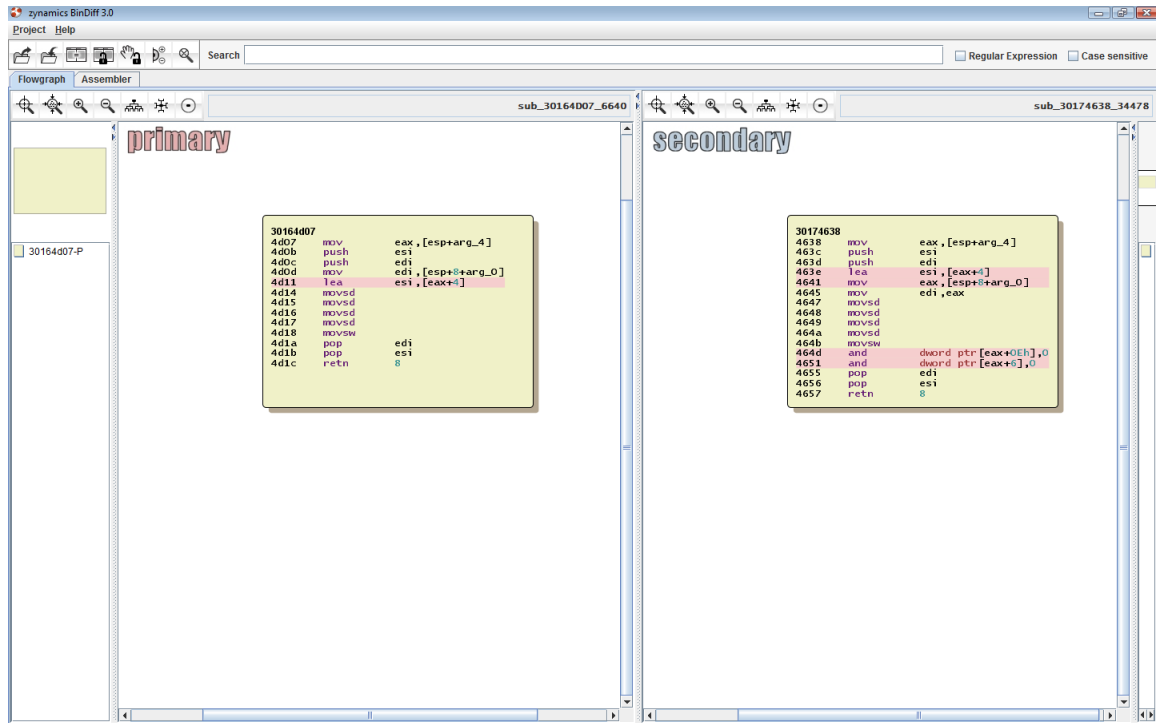 zynamics BinDiff 3.0
Project Help
Search
Regular Expression
Case sensitive
Flowgraph Assembler
sub_30164D07_6640
sub_30174638_34478
30164d07-P
primary
30164d07
4d07 mov eax,[esp+arg_4]
4d0b push esi
4d0c push edi
4d0d mov edi,[esp+8+arg_0]
4d11 lea esi,[eax+4]
4d14 movsd
4d15 movsd
4d16 movsd
4d17 movsd
4d18 movsw
4d1a pop edi
4d1b pop esi
4d1c retn 8
secondary
30174638
4638 mov eax,[esp+arg_4]
463c push esi
463d push edi
463e lea esi,[eax+4]
4641 mov eax,[esp+8+arg_0]
4645 mov edi,eax
4647 movsd
4648 movsd
4649 movsd
464a movsd
464b movsw
464d and dword ptr[eax+0Eh],0
4651 and dword ptr[eax+6],0
4655 pop edi
4656 pop esi
4657 retn 8